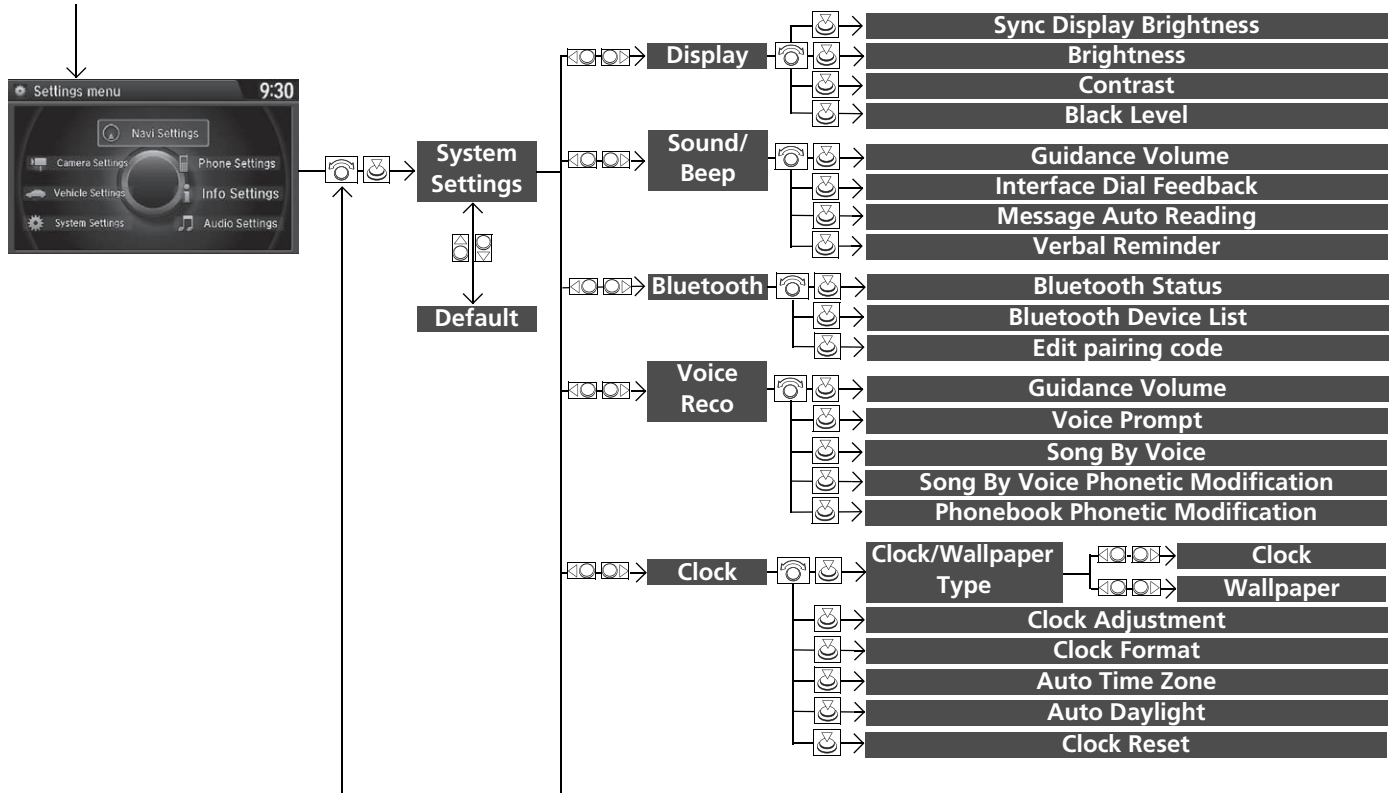 Settings menu 9:30
Navi Settings
Camera Settings
Phone Settings
Vehicle Settings
Info Settings
System Settings
Audio Settings
System
Settings
Default
Display
Sync Display Brightness
Brightness
Contrast
Black Level
Sound/
Beep
Guidance Volume
Interface Dial Feedback
Message Auto Reading
Verbal Reminder
Bluetooth
Bluetooth Status
Bluetooth Device List
Edit pairing code
Voice
Reco
Guidance Volume
Voice Prompt
Song By Voice
Song By Voice Phonetic Modification
Phonebook Phonetic Modification
Clock
Clock/Wallpaper
Type
Clock
Wallpaper
Clock Adjustment
Clock Format
Auto Time Zone
Auto Daylight
Clock Reset